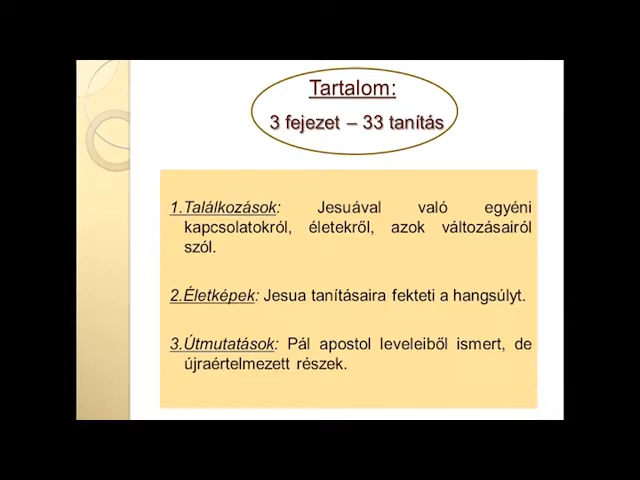 Tartalom:
3 fejezet – 33 tanítás
1.Találkozások: Jesuával való egyéni
kapcsolatokról, életekről, azok változásairól
szól.
2.Életképek: Jesua tanításaira fekteti a hangsúlyt.
3.Útmutatások: Pál apostol leveleiből ismert, de
újraértelmezett részek.